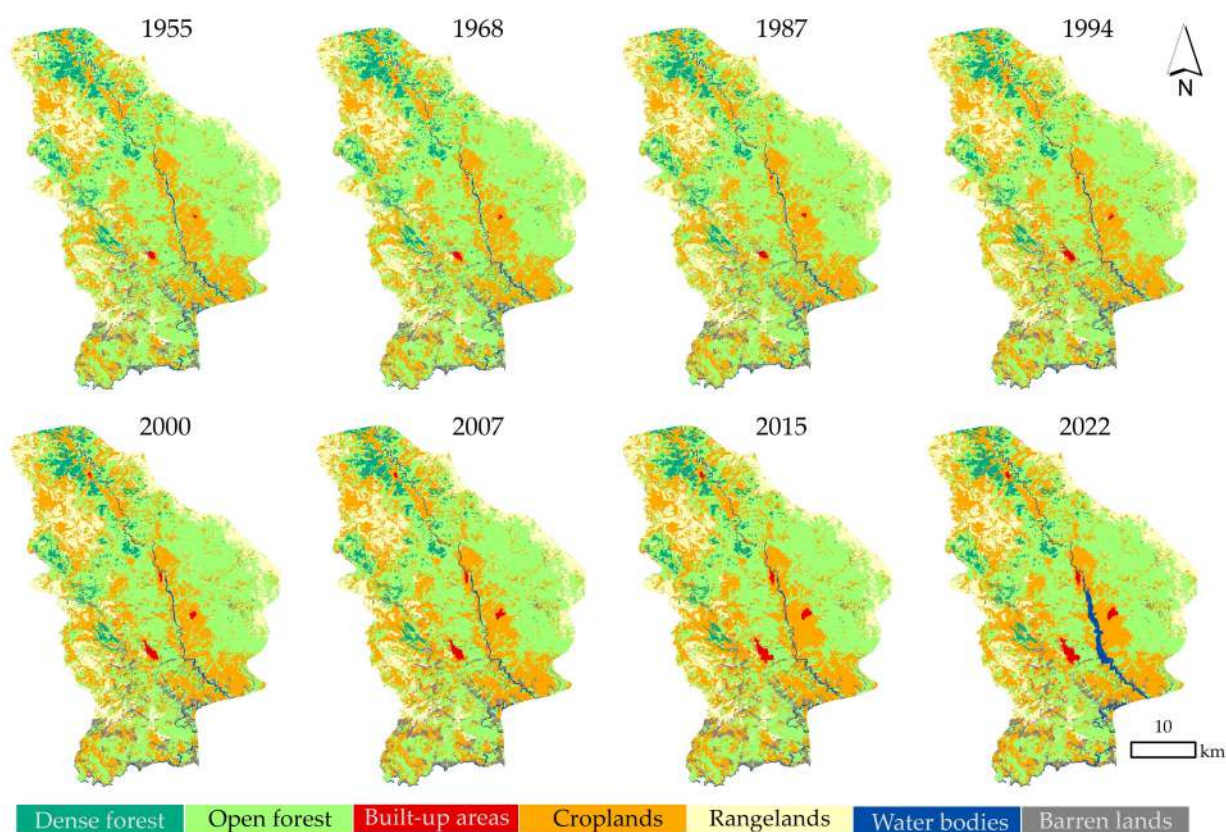 1955 1968 1987 1994
N
2000 2007 2015 2022
10
km
Dense forest Open forest Built-up areas Croplands Rangelands Water bodies Barren lands